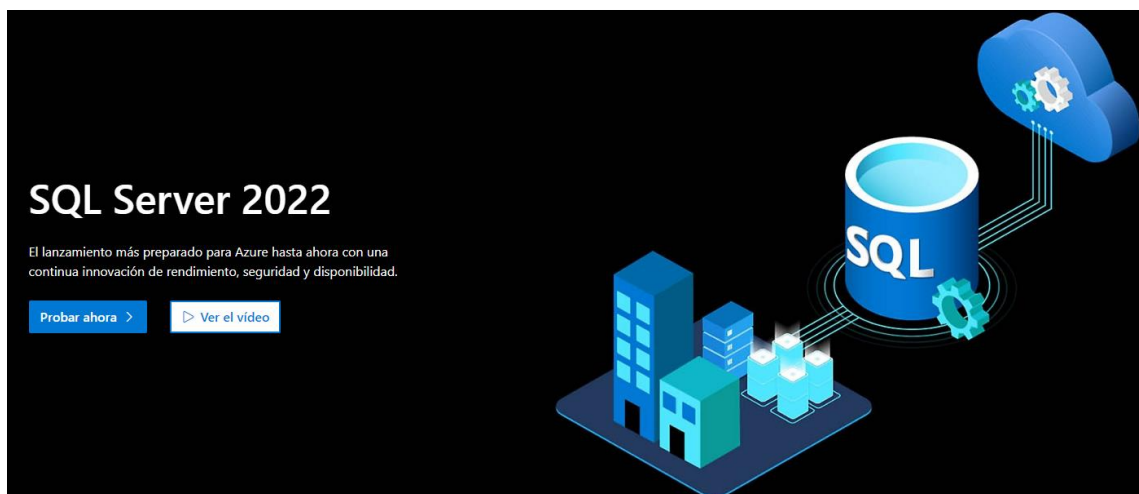 SQL Server 2022
El lanzamiento más preparado para Azure hasta ahora con una
continua innovación de rendimiento, seguridad y disponibilidad.
Probar ahora
Ver el vídeo
SQL